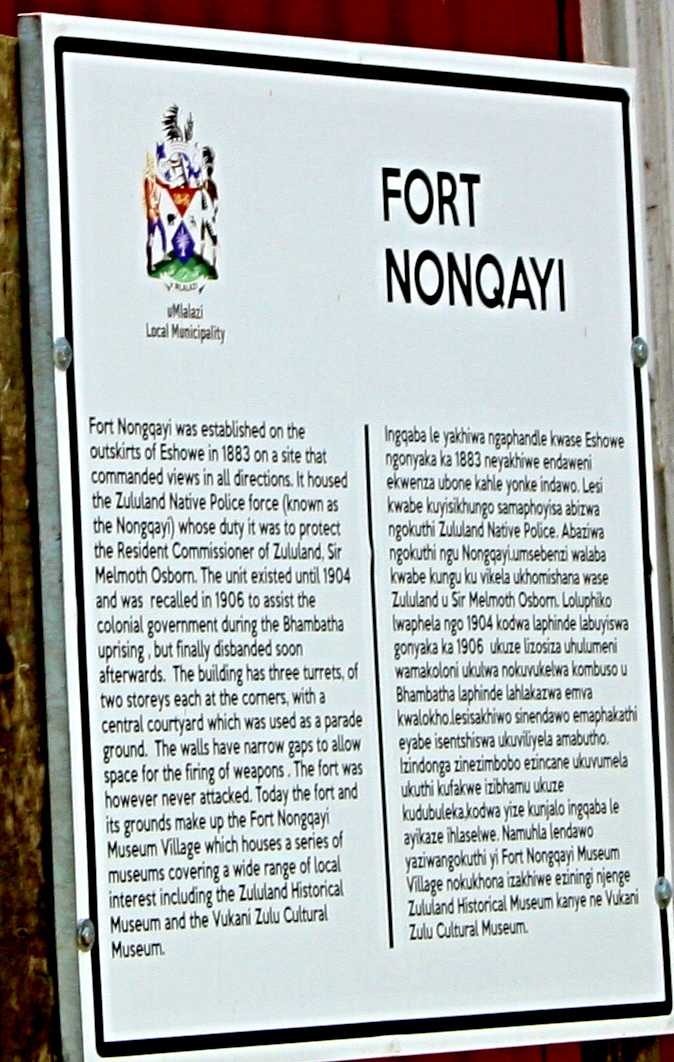 FORT
NONQAYI
MLALAZI
uMlalazi
Local Municipality
Fort Nongqayi was established on the
outskirts of Eshowe in 1883 on a site that
commanded views in all directions. It housed
the Zululand Native Police force (known as
the Nongqayi) whose duty it was to protect
the Resident Commissioner of Zululand, Sir
Melmoth Osborn. The unit existed until 1904
and was recalled in 1906 to assist the
colonial government during the Bhambatha
uprising , but finally disbanded soon
afterwards. The building has three turrets, of
two storeys each at the corners, with a
central courtyard which was used as a parade
ground. The walls have narrow gaps to allow
space for the firing of weapons . The fort was
however never attacked. Today the fort and
its grounds make up the Fort Nongqayi
Museum Village which houses a series of
museums covering a wide range of local
interest including the Zululand Historical
Museum and the Vukani Zulu Cultural
Museum.
Ingqaba le yakhiwa ngaphandle kwase Eshowe
ngonyaka ka 1883 neyakhiwe endaweni
ekwenza ubone kahle yonke indawo. Lesi
kwabe kuyisikhungo samaphoyisa abizwa
ngokuthi Zululand Native Police. Abaziwa
ngokuthi ngu Nongqayi.umsebenzi walaba
kwabe kungu ku vikela ukhomishana wase
Zululand u Sir Melmoth Osborn. Loluphiko
lwaphela ngo 1904 kodwa laphinde labuyiswa
gonyaka ka 1906 ukuze lizosiza uhulumeni
wamakoloni ukulwa nokuvukelwa kombuso u
Bhambatha laphinde lahlakazwa emva
kwalokho.lesisakhiwo sinendawo emaphakathi
eyabe isentshiswa ukuviliyela amabutho.
Izindonga zinezimbobo ezincane ukuvumela
ukuthi kufakwe izibhamu ukuze
kudubuleka,kodwa yize kunjalo ingqaba le
ayikaze ihlaselwe. Namuhla lendawo
yaziwangokuthi yi Fort Nongqayi Museum
Village nokukhona izakhiwe eziningi njenge
Zululand Historical Museum kanye ne Vukani
Zulu Cultural Museum.